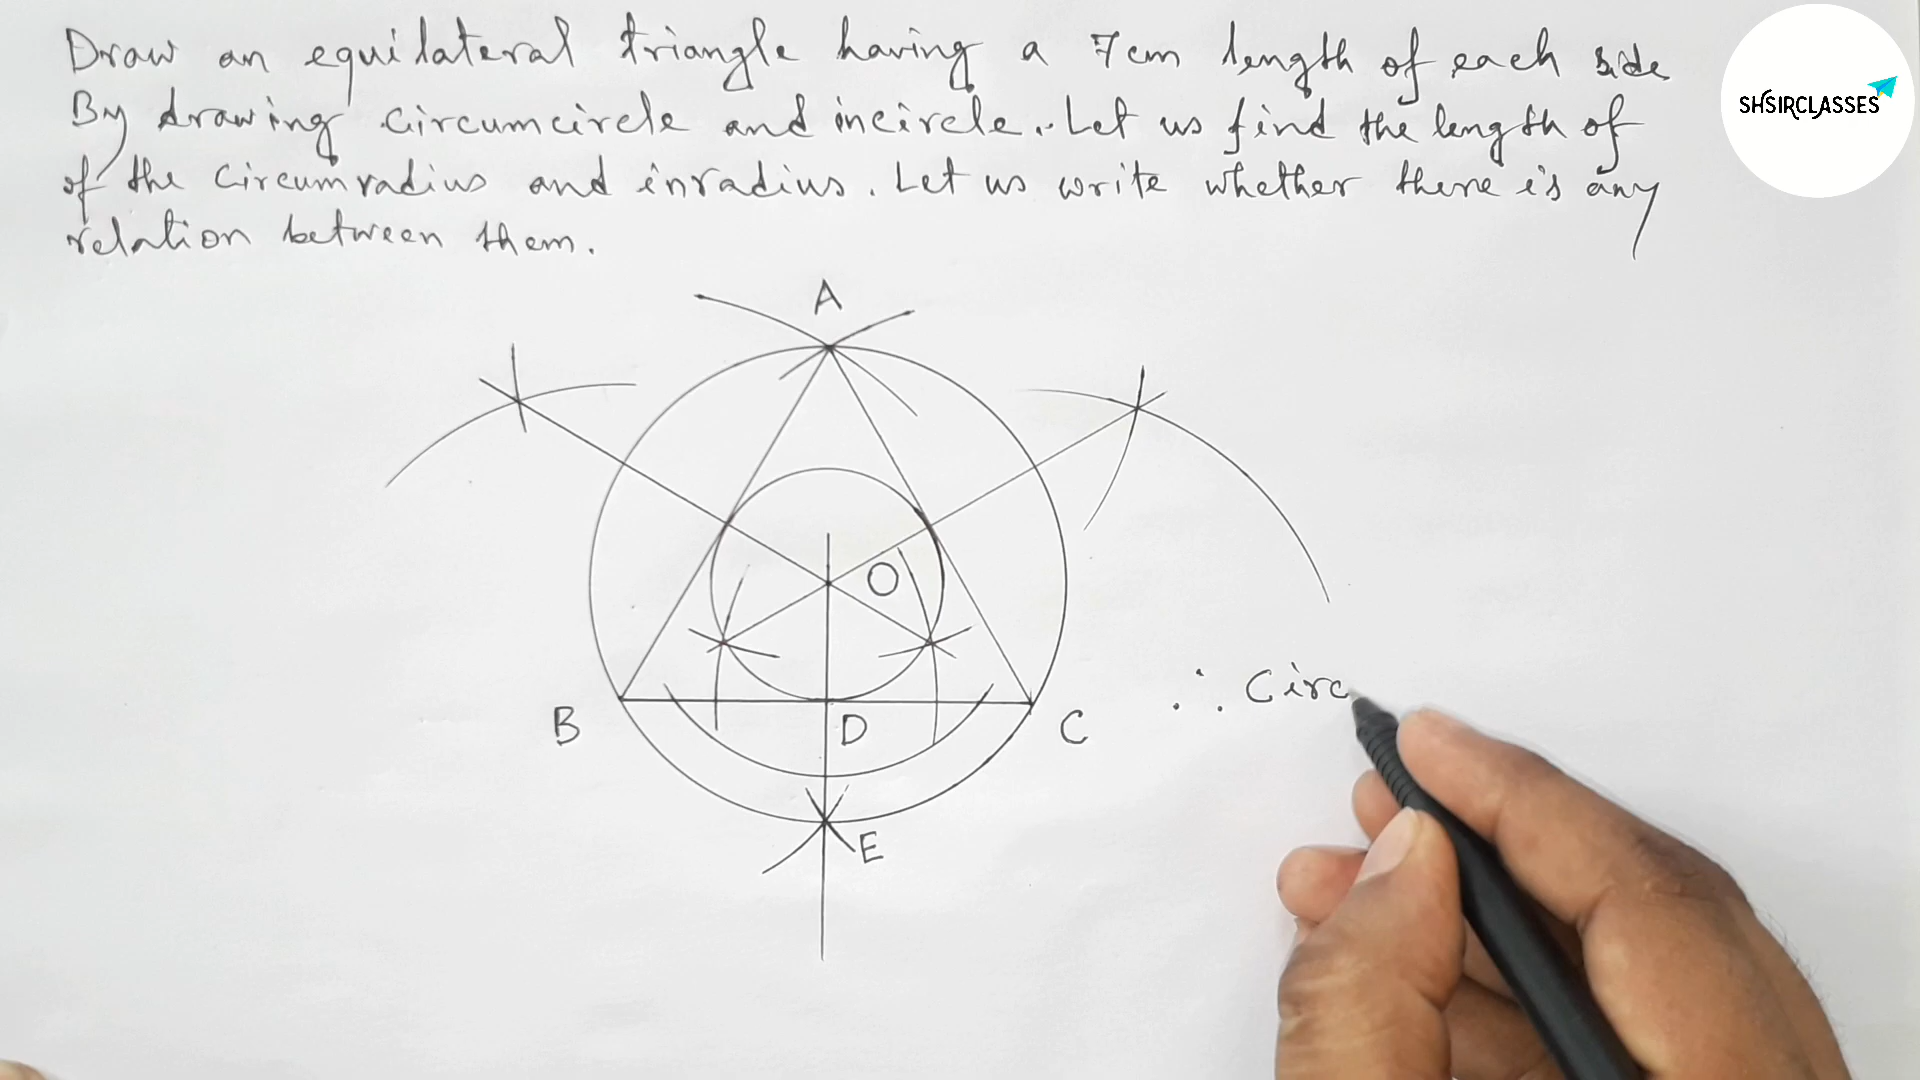 Draw an equilateral triangle having a 7cm length of each side
By drawing circumcircle and incircle. Let us find the length of
of the circumradius and inradius. Let us write whether there is any
relation between them.
SHSIRCLASSES
A
O
∴ Circ
B
D
C
E